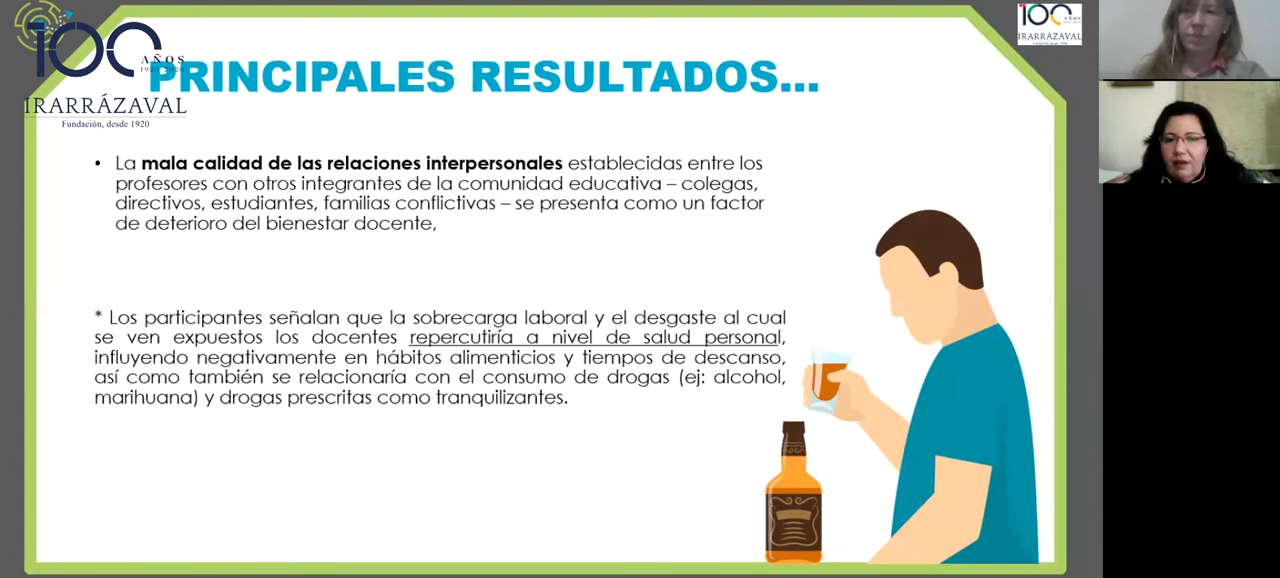 100
AÑOS
1920-2020
IRARRÁZAVAL
Fundación, desde 1920
PRINCIPALES RESULTADOS...
100
AÑOS
IRARRÁZAVAL
• La mala calidad de las relaciones interpersonales establecidas entre los
profesores con otros integrantes de la comunidad educativa – colegas,
directivos, estudiantes, familias conflictivas – se presenta como un factor
de deterioro del bienestar docente,
* Los participantes señalan que la sobrecarga laboral y el desgaste al cual
se ven expuestos los docentes repercutiría a nivel de salud personal,
influyendo negativamente en hábitos alimenticios y tiempos de descanso,
así como también se relacionaría con el consumo de drogas (ej: alcohol,
marihuana) y drogas prescritas como tranquilizantes.